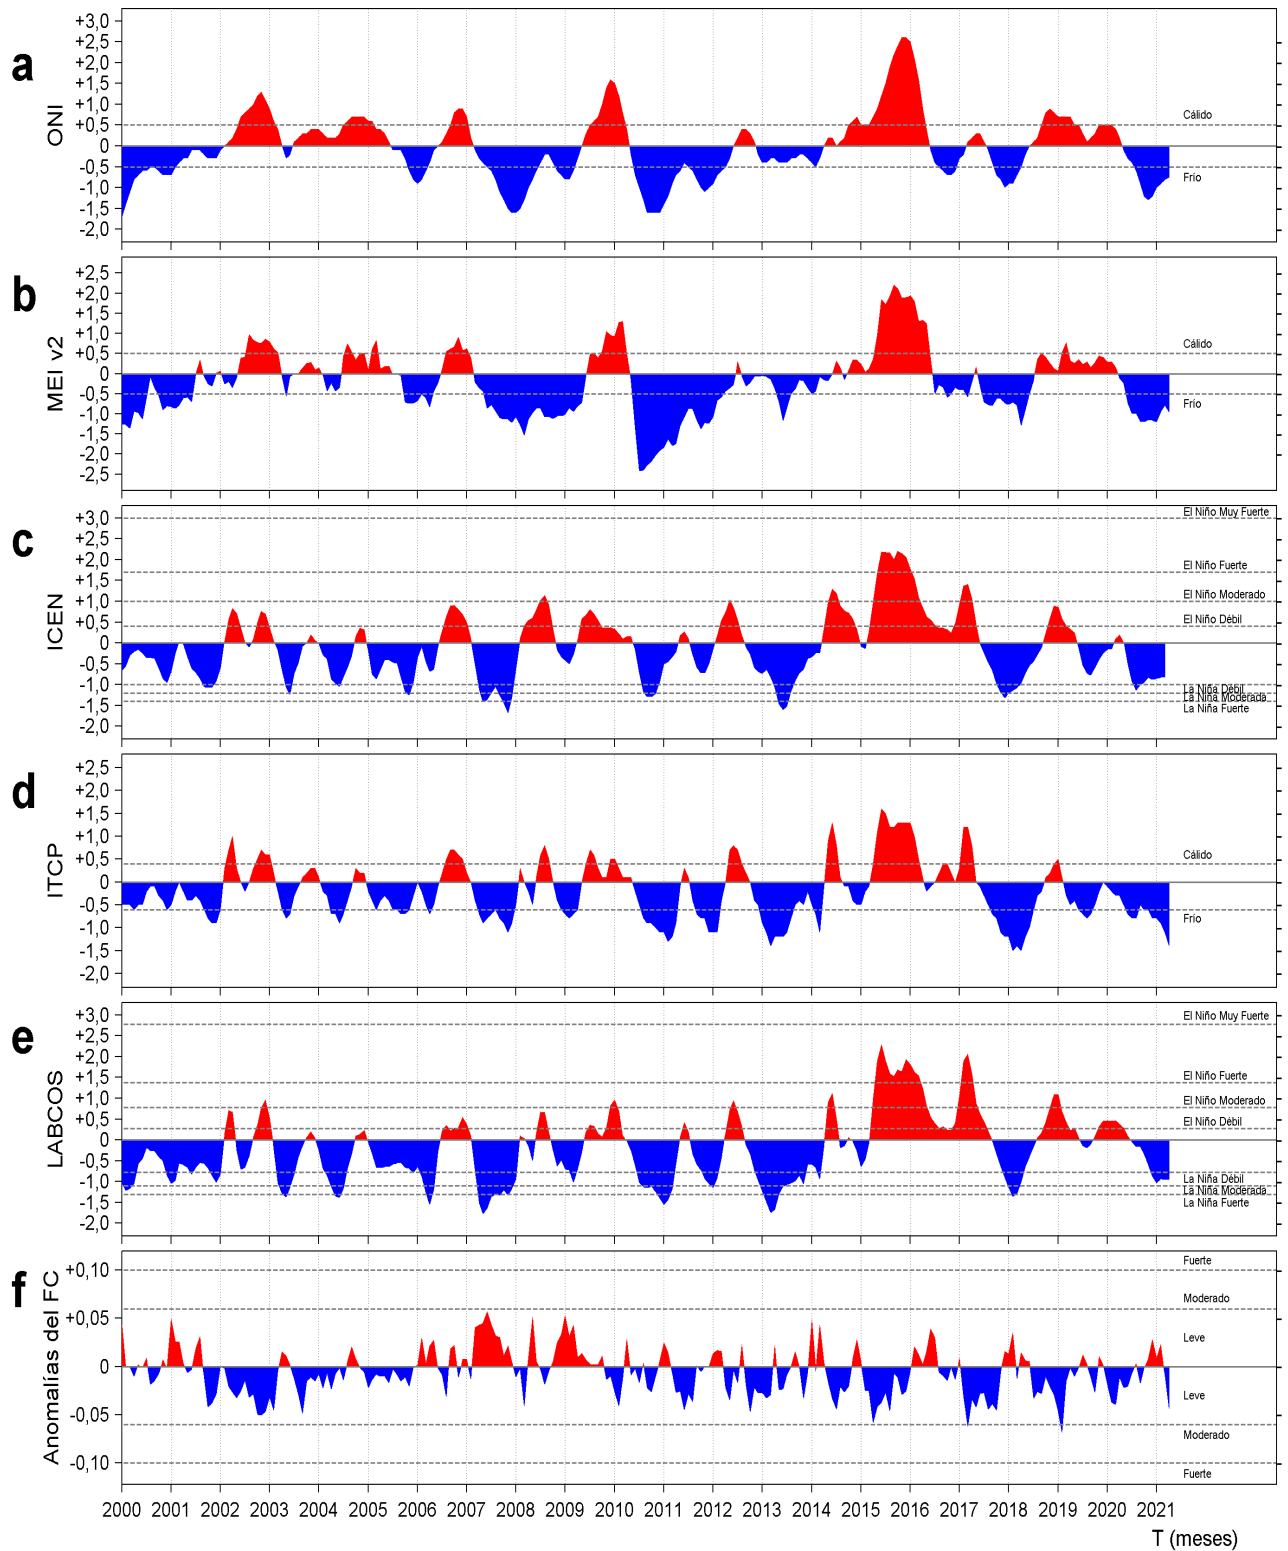 a
ONI
+3,0
+2,5
+2,0
+1,5
+1,0
+0,5
0
-0,5
-1,0
-1,5
-2,0
Cálido
Frío
b
MEI v2
+2,5
+2,0
+1,5
+1,0
+0,5
0
-0,5
-1,0
-1,5
-2,0
-2,5
Cálido
Frío
c
ICEN
+3,0
+2,5
+2,0
+1,5
+1,0
+0,5
0
-0,5
-1,0
-1,5
-2,0
El Niño Muy Fuerte
El Niño Fuerte
El Niño Moderado
El Niño Débil
La Niña Débil
La Niña Moderada
La Niña Fuerte
d
ITCP
+2,5
+2,0
+1,5
+1,0
+0,5
0
-0,5
-1,0
-1,5
-2,0
Cálido
Frío
e
LABCOS
+3,0
+2,5
+2,0
+1,5
+1,0
+0,5
0
-0,5
-1,0
-1,5
-2,0
El Niño Muy Fuerte
El Niño Fuerte
El Niño Moderado
El Niño Débil
La Niña Débil
La Niña Moderada
La Niña Fuerte
f
Anomalías del FC
+0,10
+0,05
0
-0,05
-0,10
Fuerte
Moderado
Leve
Leve
Moderado
Fuerte
2000 2001 2002 2003 2004 2005 2006 2007 2008 2009 2010 2011 2012 2013 2014 2015 2016 2017 2018 2019 2020 2021
T (meses)